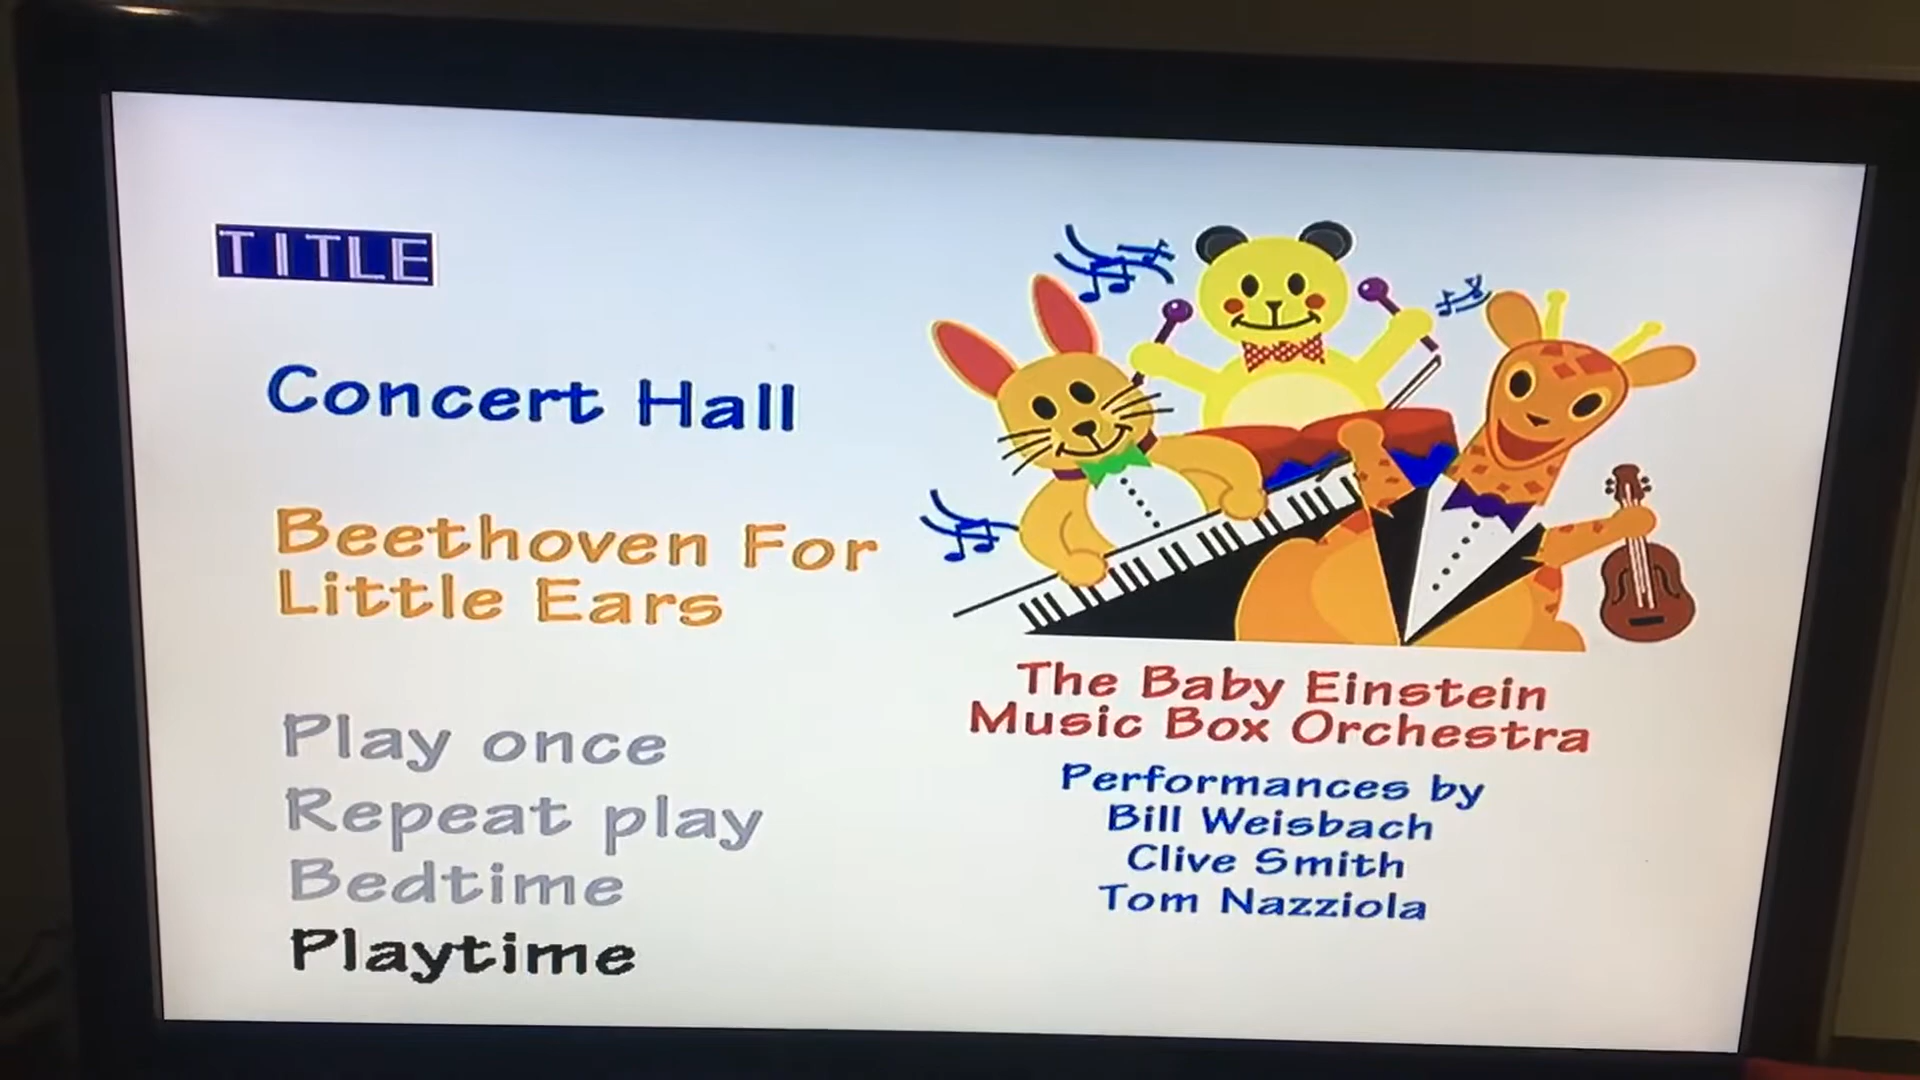 TITLE
Concert Hall
Beethoven For
Little Ears
Play once
Repeat play
Bedtime
Playtime
The Baby Einstein
Music Box Orchestra
Performances by
Bill Weisbach
Clive Smith
Tom Nazziola